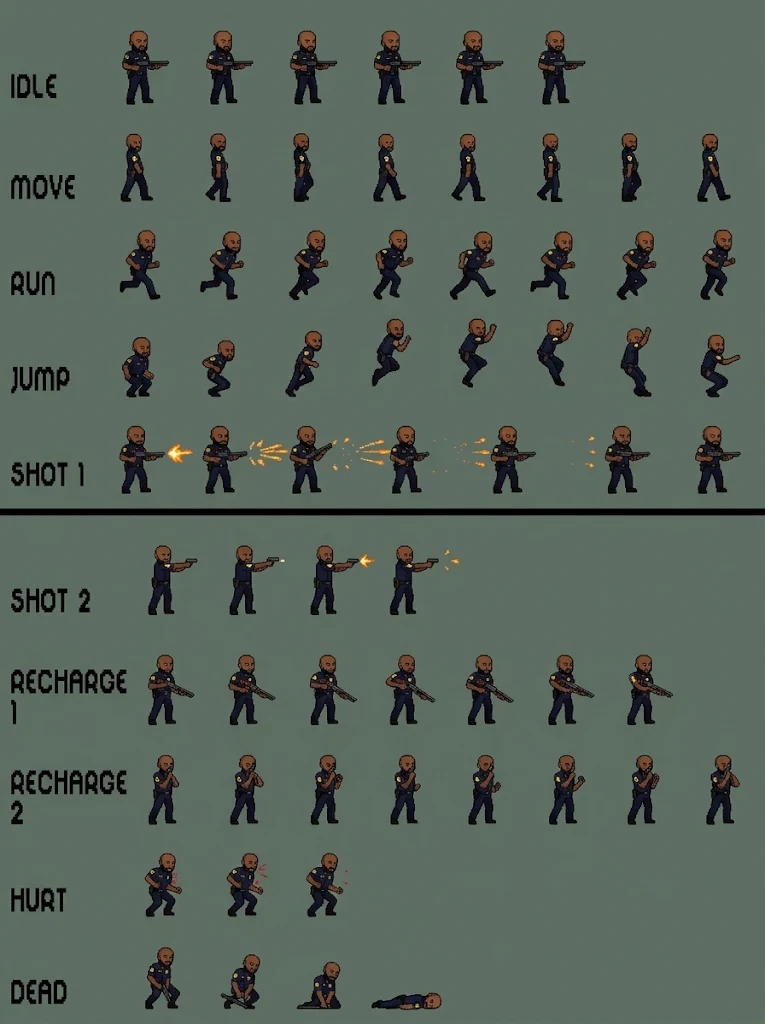 IDLE
MOVE
RUN
JUMP
SHOT 1
SHOT 2
RECHARGE
1
RECHARGE
2
HURT
DEAD